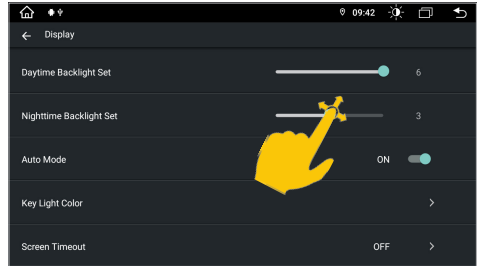 09:42
Display
Daytime Backlight Set 6
Nighttime Backlight Set 3
Auto Mode ON
Key Light Color
Screen Timeout OFF